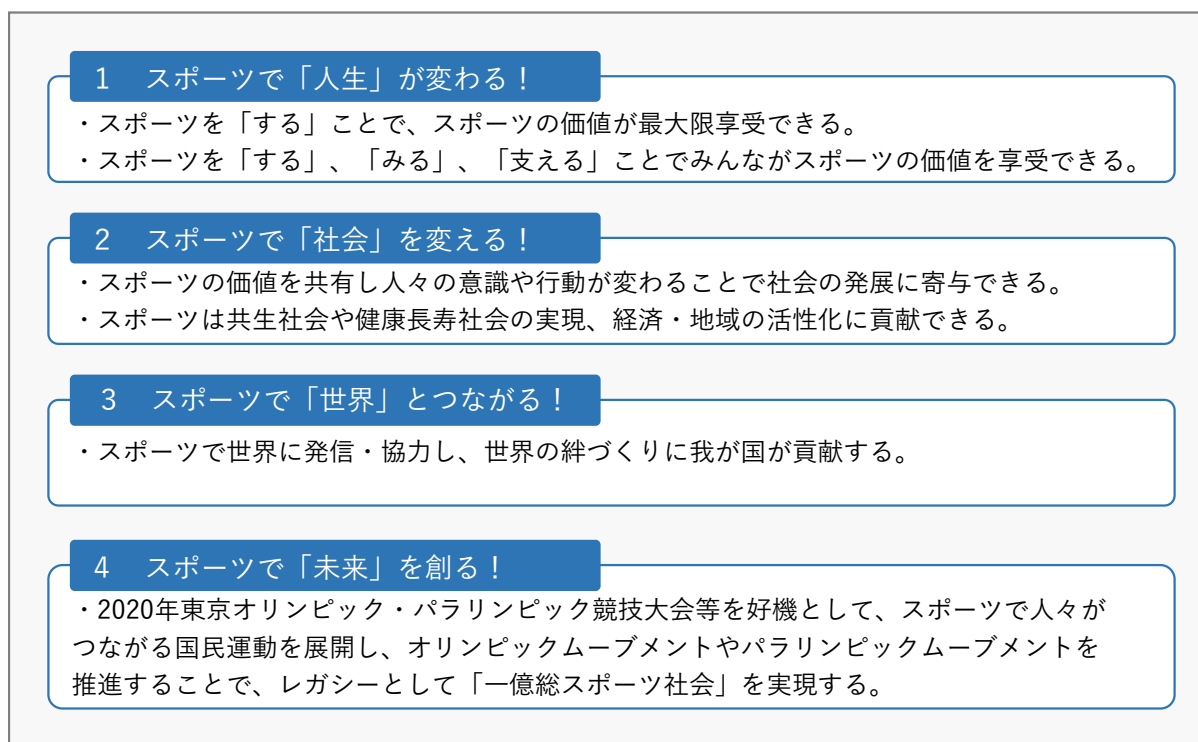 1 スポーツで「人生」が変わる！
・スポーツを「する」ことで、スポーツの価値が最大限享受できる。
・スポーツを「する」、「みる」、「支える」ことでみんながスポーツの価値を享受できる。
2 スポーツで「社会」を変える！
・スポーツの価値を共有し人々の意識や行動が変わることで社会の発展に寄与できる。
・スポーツは共生社会や健康長寿社会の実現、経済・地域の活性化に貢献できる。
3 スポーツで「世界」とつながる！
・スポーツで世界に発信・協力し、世界の絆づくりに我が国が貢献する。
4 スポーツで「未来」を創る！
・2020年東京オリンピック・パラリンピック競技大会等を好機として、スポーツで人々が
つながる国民運動を展開し、オリンピックムーブメントやパラリンピックムーブメントを
推進することで、レガシーとして「一億総スポーツ社会」を実現する。